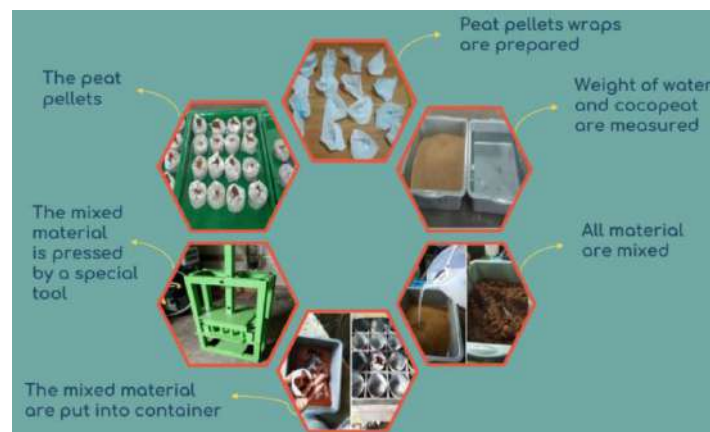 Peat pellets wraps
are prepared
Weight of water
and cocopeat
are measured
All material
are mixed
The mixed material
are put into container
The mixed
material
is pressed
by a special
tool
The peat
pellets